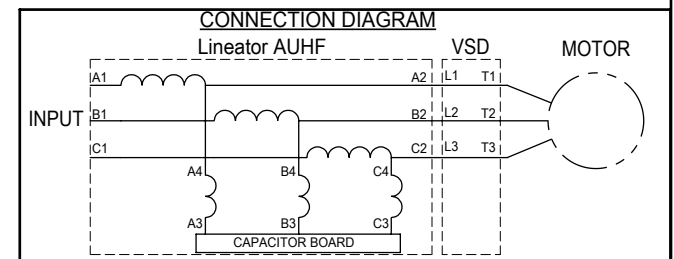 CONNECTION DIAGRAM
Lineator AUHF VSD MOTOR
A1 A2 L1 T1
INPUT B1 B2 L2 T2
C1 C2 L3 T3
A4 B4 C4
A3 B3 C3
CAPACITOR BOARD